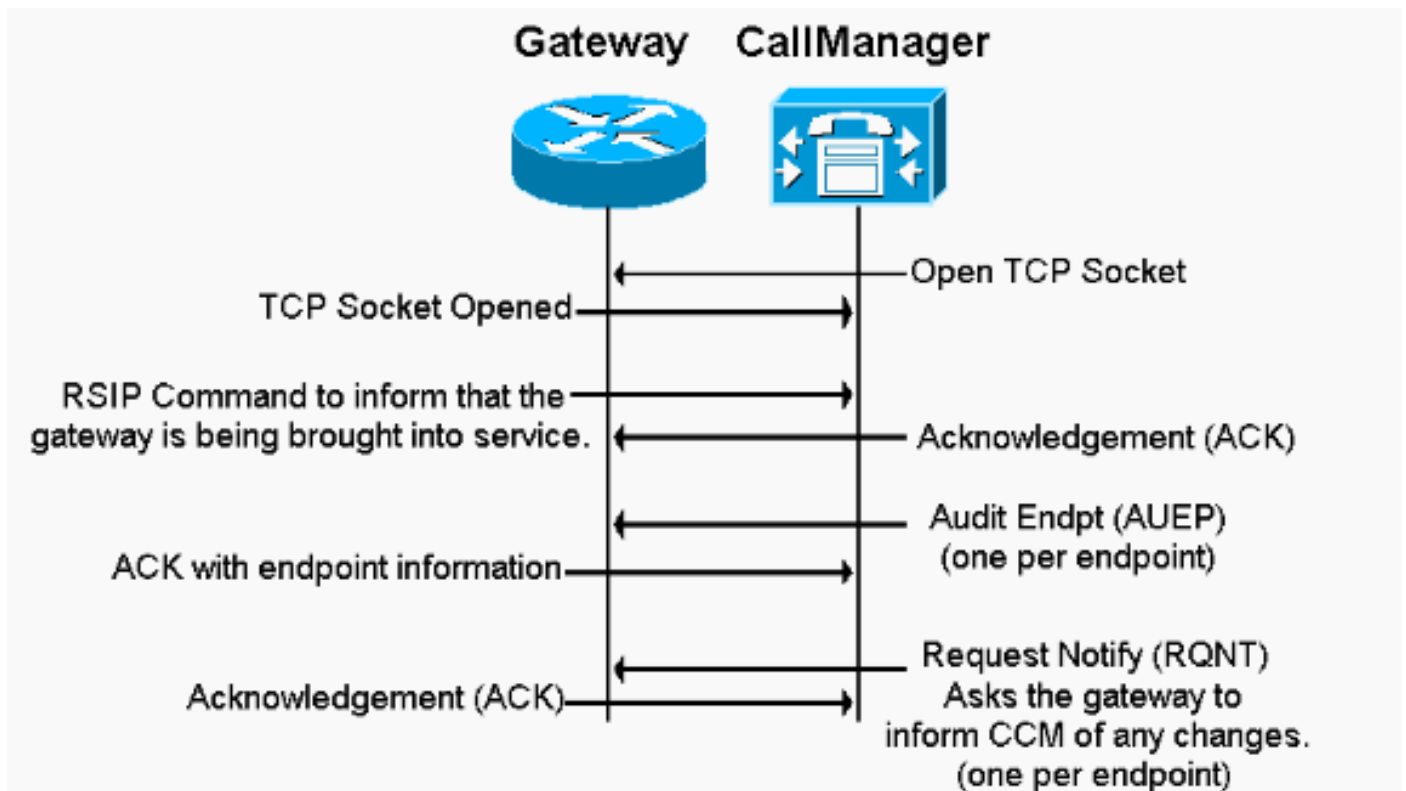 Gateway CallManager
Open TCP Socket
TCP Socket Opened
RSIP Command to inform that the
gateway is being brought into service.
Acknowledgement (ACK)
Audit Endpt (AUEP)
(one per endpoint)
ACK with endpoint information
Request Notify (RQNT)
Acknowledgement (ACK)
Asks the gateway to
inform CCM of any changes.
(one per endpoint)